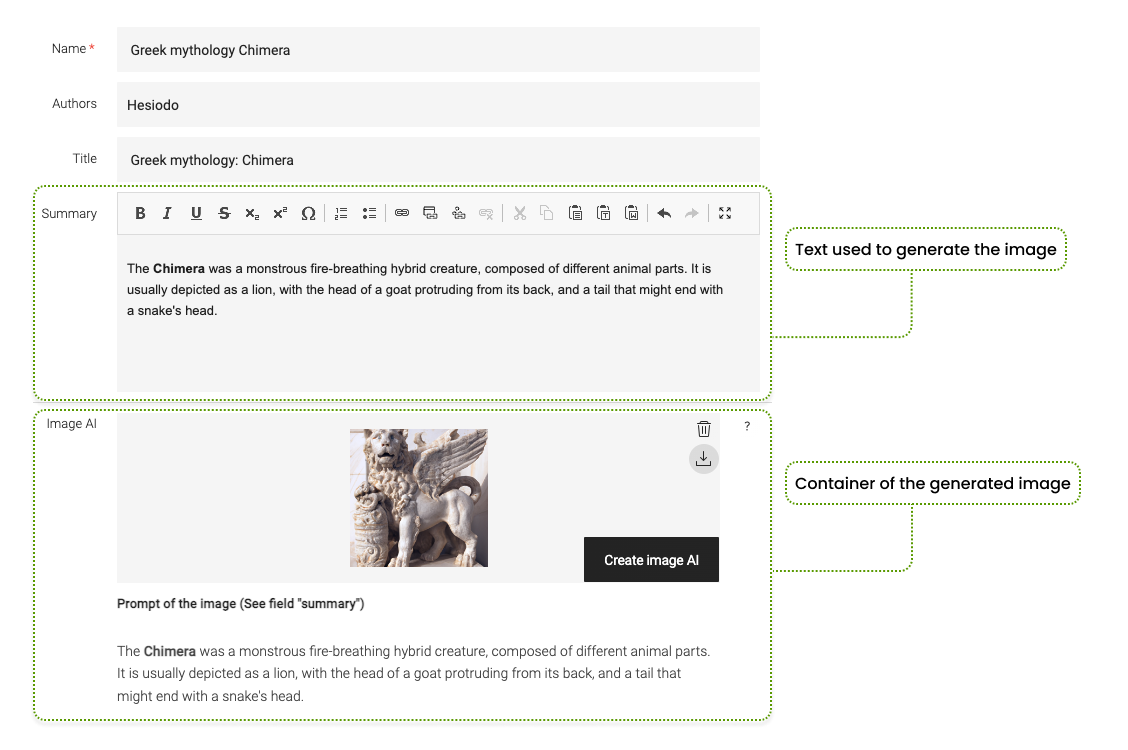 Name *
Greek mythology Chimera
Authors
Hesiodo
Title
Greek mythology: Chimera
Summary
B I U S x₂ x² Ω
The Chimera was a monstrous fire-breathing hybrid creature, composed of different animal parts. It is
usually depicted as a lion, with the head of a goat protruding from its back, and a tail that might end with
a snake's head.
Text used to generate the image
Image AI
?
Create image AI
Container of the generated image
Prompt of the image (See field "summary")
The Chimera was a monstrous fire-breathing hybrid creature, composed of different animal parts.
It is usually depicted as a lion, with the head of a goat protruding from its back, and a tail that
might end with a snake's head.